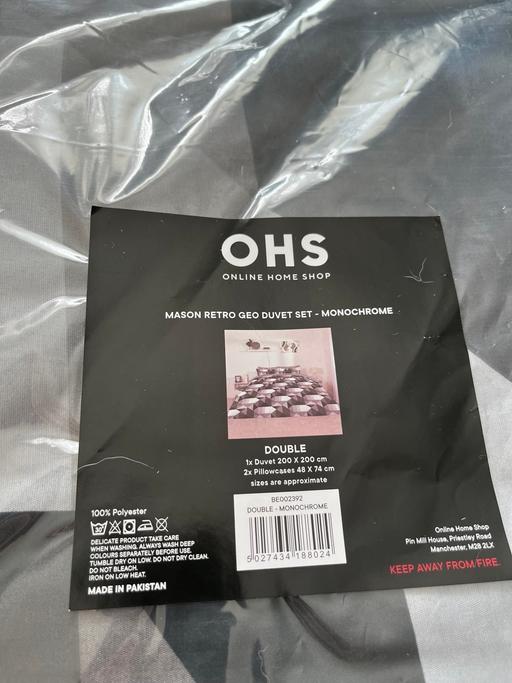 OHS
ONLINE HOME SHOP
MASON RETRO GEO DUVET SET - MONOCHROME
DOUBLE
1x Duvet 200 X 200 cm
2x Pillowcases 48 X 74 cm
sizes are approximate
BE002392
DOUBLE - MONOCHROME
5 027434 188024
100% Polyester
30°
DELICATE PRODUCT TAKE CARE
WHEN WASHING. ALWAYS WASH DEEP
COLOURS SEPARATELY BEFORE USE.
TUMBLE DRY ON LOW. DO NOT DRY CLEAN.
DO NOT BLEACH.
IRON ON LOW HEAT.
MADE IN PAKISTAN
Online Home Shop
Pin Mill House, Priestley Road
Manchester, M28 2LX
KEEP AWAY FROM FIRE.